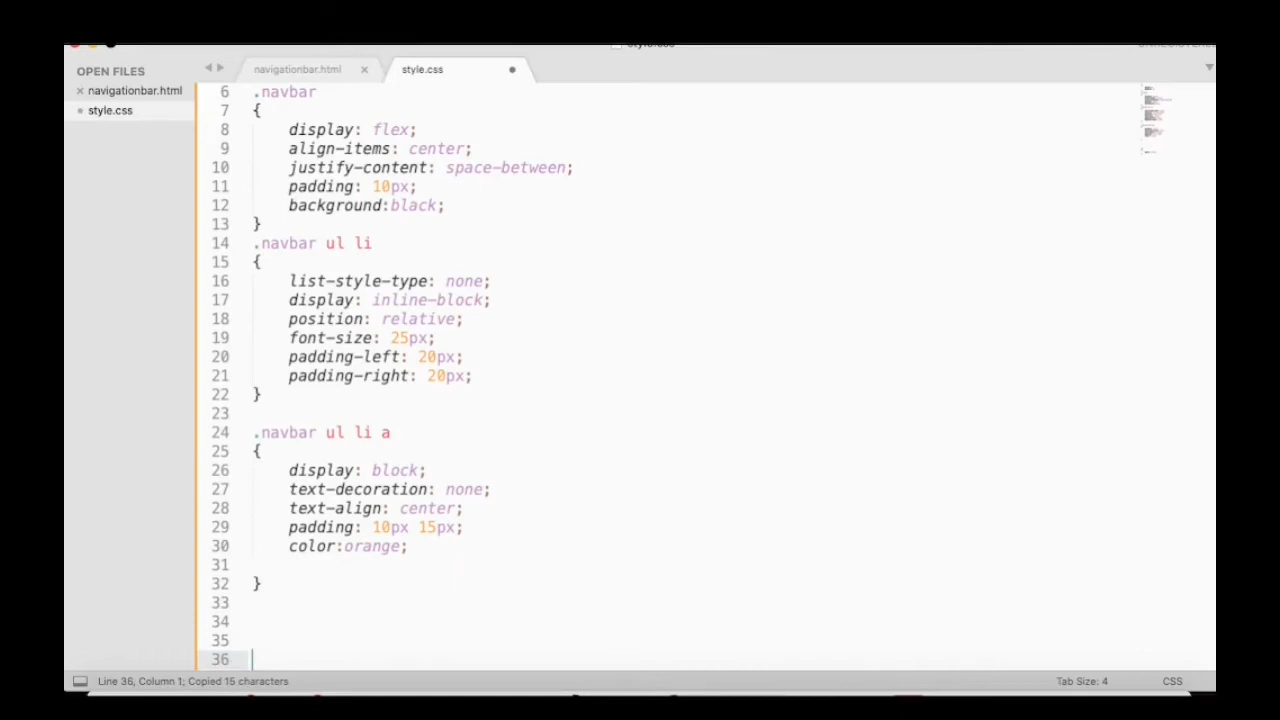 style.css
OPEN FILES
navigationbar.html
style.css
navigationbar.html
style.css
6 .navbar
7 {
8 display: flex;
9 align-items: center;
10 justify-content: space-between;
11 padding: 10px;
12 background:black;
13 }
14 .navbar ul li
15 {
16 list-style-type: none;
17 display: inline-block;
18 position: relative;
19 font-size: 25px;
20 padding-left: 20px;
21 padding-right: 20px;
22 }
23
24 .navbar ul li a
25 {
26 display: block;
27 text-decoration: none;
28 text-align: center;
29 padding: 10px 15px;
30 color:orange;
31
32 }
33
34
35
36
Line 36, Column 1; Copied 15 characters
Tab Size: 4
CSS